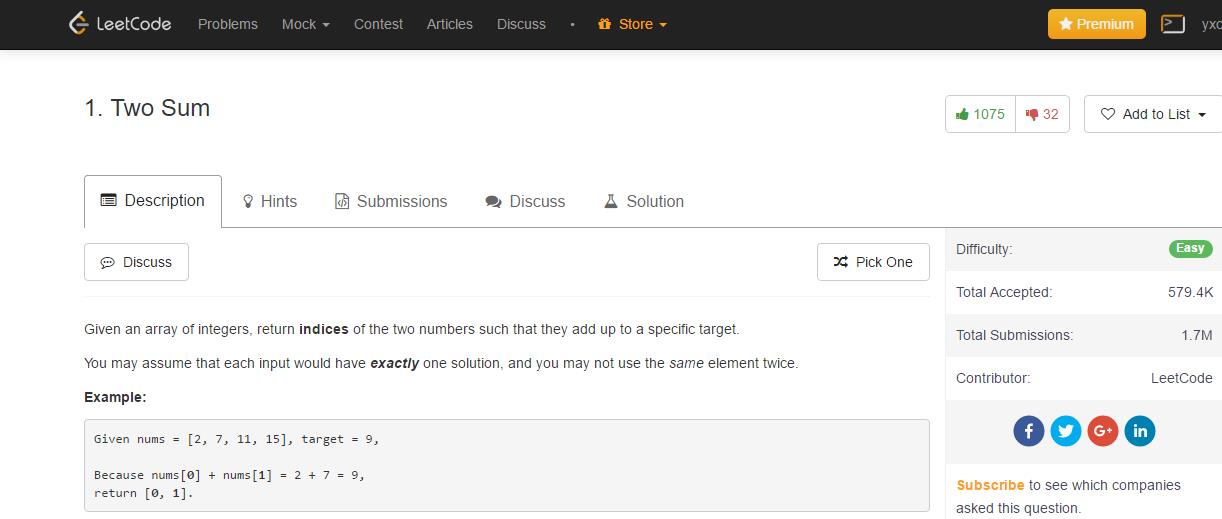 LeetCode Problems Mock Contest Articles Discuss • Store Premium
1. Two Sum
1075 32 Add to List
Description Hints Submissions Discuss Solution
Discuss Pick One
Difficulty: Easy
Total Accepted: 579.4K
Total Submissions: 1.7M
Contributor: LeetCode
Subscribe to see which companies
asked this question.
Given an array of integers, return indices of the two numbers such that they add up to a specific target.
You may assume that each input would have exactly one solution, and you may not use the same element twice.
Example:
Given nums = [2, 7, 11, 15], target = 9,
Because nums[0] + nums[1] = 2 + 7 = 9,
return [0, 1].